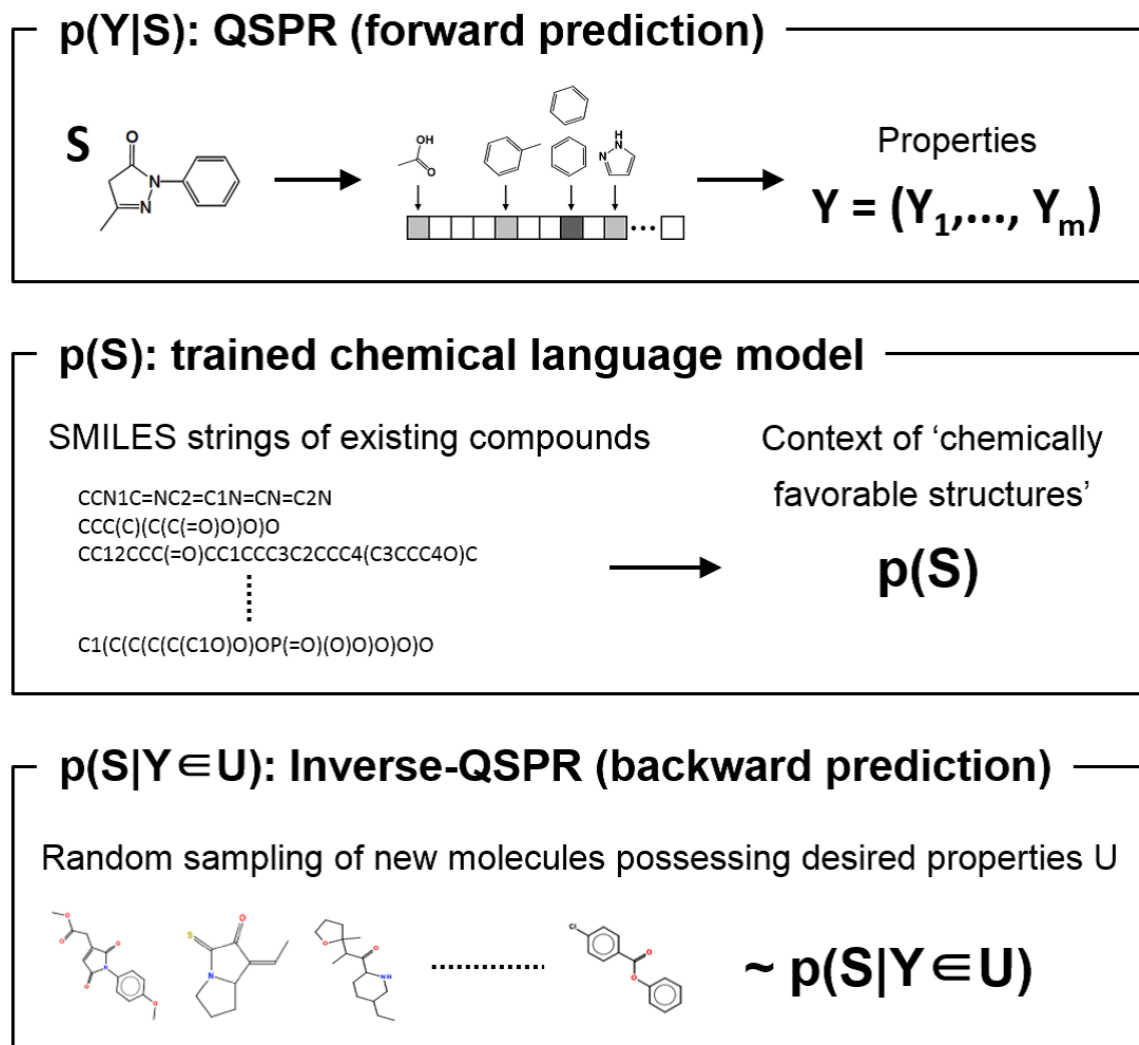 p(Y|S): QSPR (forward prediction)
S
O
N
N
OH
O
H
N
N
Properties
Y = (Y1,..., Ym)
p(S): trained chemical language model
SMILES strings of existing compounds
Context of ‘chemically
favorable structures’
CCN1C=NC2=C1N=CN=C2N
CCC(C)(C(C(=O)O)O)O
CC12CCC(=O)CC1CCC3C2CCC4(C3CCC4O)C
p(S)
C1(C(C(C(C(C1O)O)OP(=O)(O)O)O)O)O
p(S|Y∈U): Inverse-QSPR (backward prediction)
Random sampling of new molecules possessing desired properties U
O
O
O
N
O
O
S
O
N
O
O
NH
Cl
O
O
~ p(S|Y∈U)